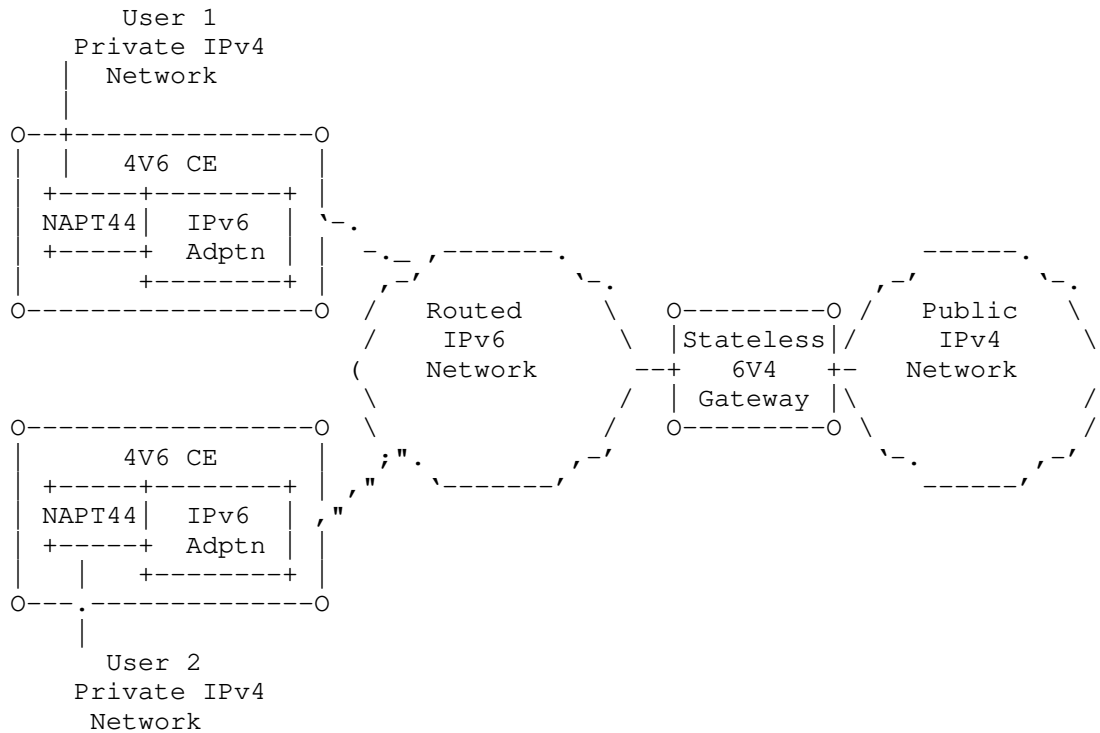 User 1
Private IPv4
Network
4V6 CE
NAPT44 IPv6
Adptn
Routed
IPv6
Network
Stateless
6V4
Gateway
Public
IPv4
Network
4V6 CE
NAPT44 IPv6
Adptn
User 2
Private IPv4
Network